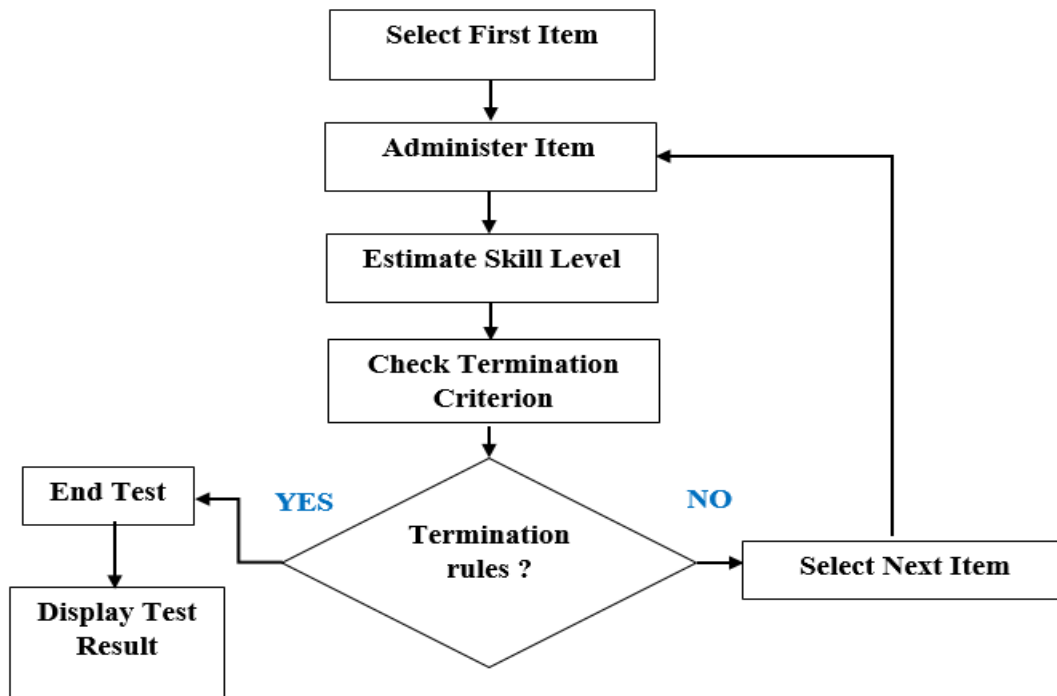 Select First Item
Administer Item
Estimate Skill Level
Check Termination
Criterion
End Test
YES
NO
Termination
rules ?
Select Next Item
Display Test
Result